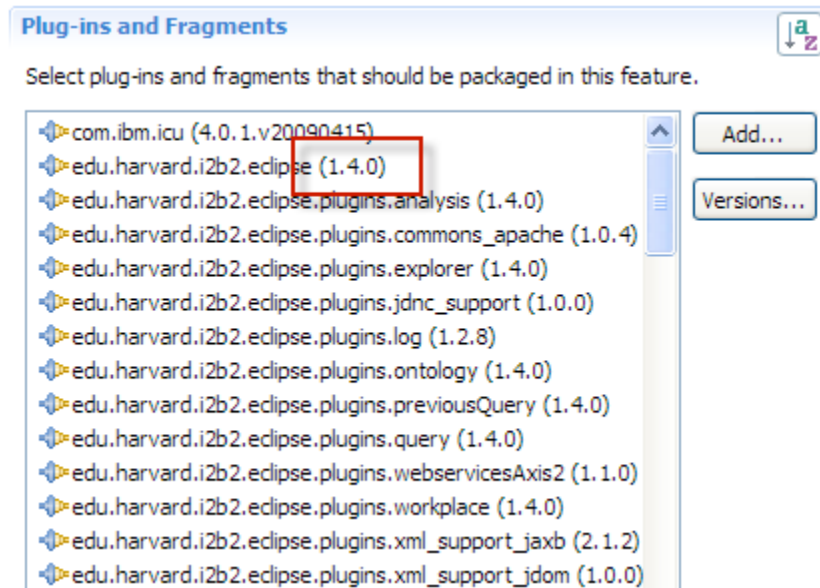 Plug-ins and Fragments
a
z
Select plug-ins and fragments that should be packaged in this feature.
com.ibm.icu (4.0.1.v20090415)
Add...
edu.harvard.i2b2.eclipse (1.4.0)
edu.harvard.i2b2.eclipse.plugins.analysis (1.4.0)
Versions...
edu.harvard.i2b2.eclipse.plugins.commons_apache (1.0.4)
edu.harvard.i2b2.eclipse.plugins.explorer (1.4.0)
edu.harvard.i2b2.eclipse.plugins.jdnc_support (1.0.0)
edu.harvard.i2b2.eclipse.plugins.log (1.2.8)
edu.harvard.i2b2.eclipse.plugins.ontology (1.4.0)
edu.harvard.i2b2.eclipse.plugins.previousQuery (1.4.0)
edu.harvard.i2b2.eclipse.plugins.query (1.4.0)
edu.harvard.i2b2.eclipse.plugins.webservicesAxis2 (1.1.0)
edu.harvard.i2b2.eclipse.plugins.workplace (1.4.0)
edu.harvard.i2b2.eclipse.plugins.xml_support_jaxb (2.1.2)
edu.harvard.i2b2.eclipse.plugins.xml_support_jdom (1.0.0)